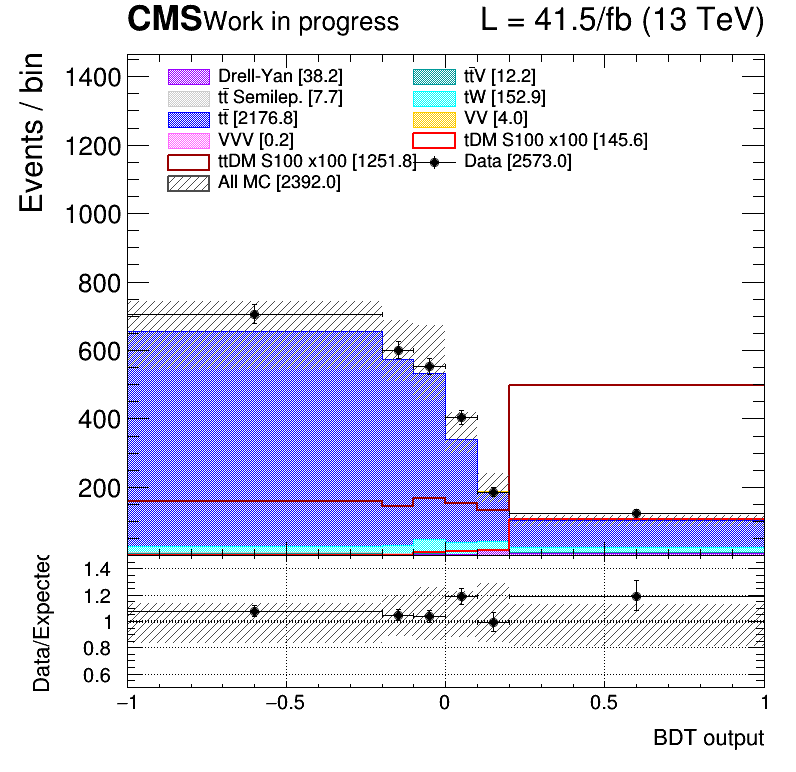 CMS Work in progress L = 41.5/fb (13 TeV)
Events / bin
Drell-Yan [38.2] tt̄V [12.2]
tt̄ Semilep. [7.7] tW [152.9]
tt̄ [2176.8] VV [4.0]
VVV [0.2] tDM S100 x100 [145.6]
ttDM S100 x100 [1251.8] Data [2573.0]
All MC [2392.0]
1400
1200
1000
800
600
400
200
Data/Expected
1.4
1.2
1
0.8
0.6
−1 −0.5 0 0.5 1
BDT output